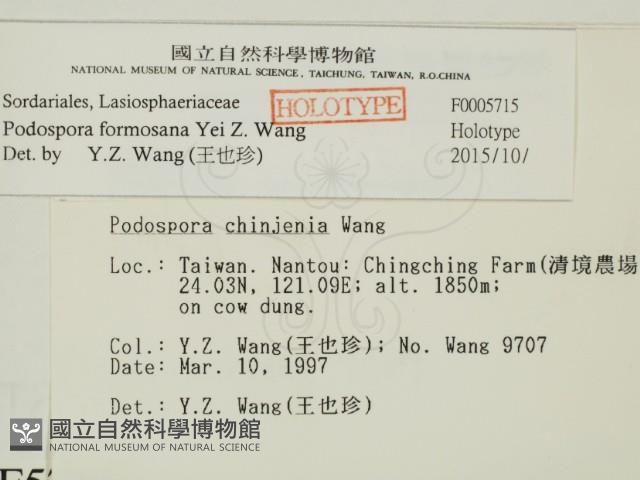 國立自然科學博物館
NATIONAL MUSEUM OF NATURAL SCIENCE, TAICHUNG, TAIWAN, R.O.CHINA
Sordariales, Lasiosphaeriaceae HOLOTYPE F0005715
Podospora formosana Yei Z. Wang Holotype
Det. by Y.Z. Wang(王也珍) 2015/10/
Podospora chinjenia Wang
Loc.: Taiwan. Nantou: Chingching Farm(清境農場
24.03N, 121.09E; alt. 1850m;
on cow dung.
Col.: Y.Z. Wang(王也珍); No. Wang 9707
Date: Mar. 10, 1997
Det.: Y.Z. Wang(王也珍)
國立自然科學博物館
NATIONAL MUSEUM OF NATURAL SCIENCE